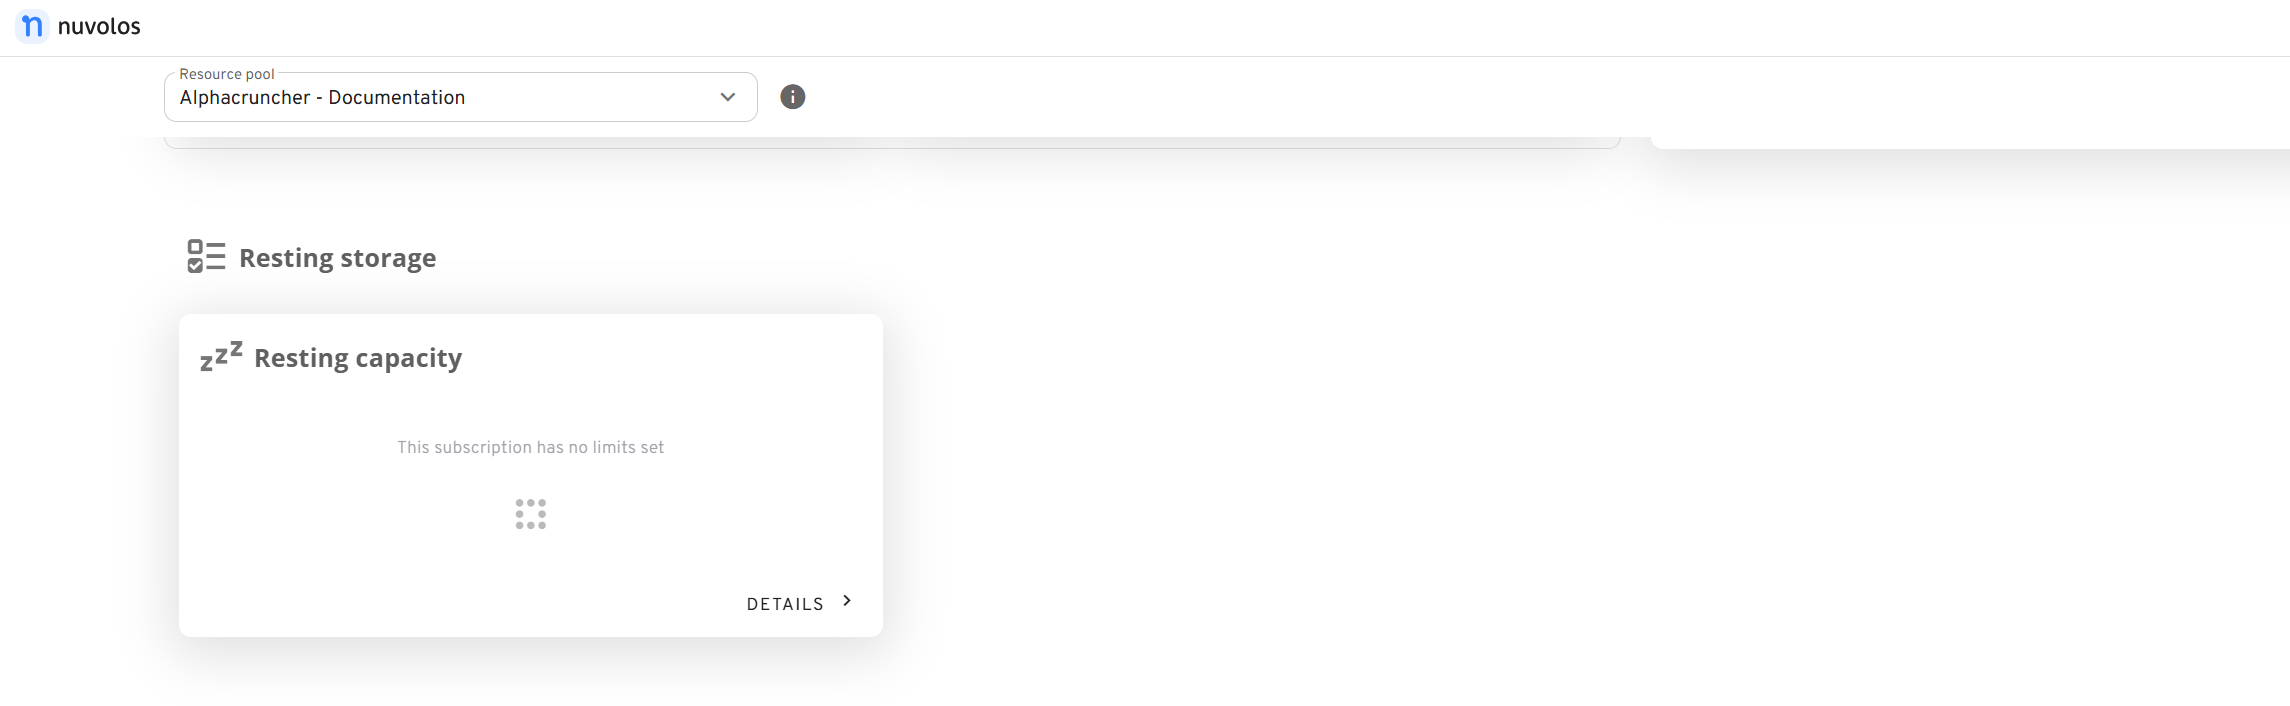 nuvolos
Resource pool
Alphacruncher - Documentation
Resting storage
zzz Resting capacity
This subscription has no limits set
DETAILS